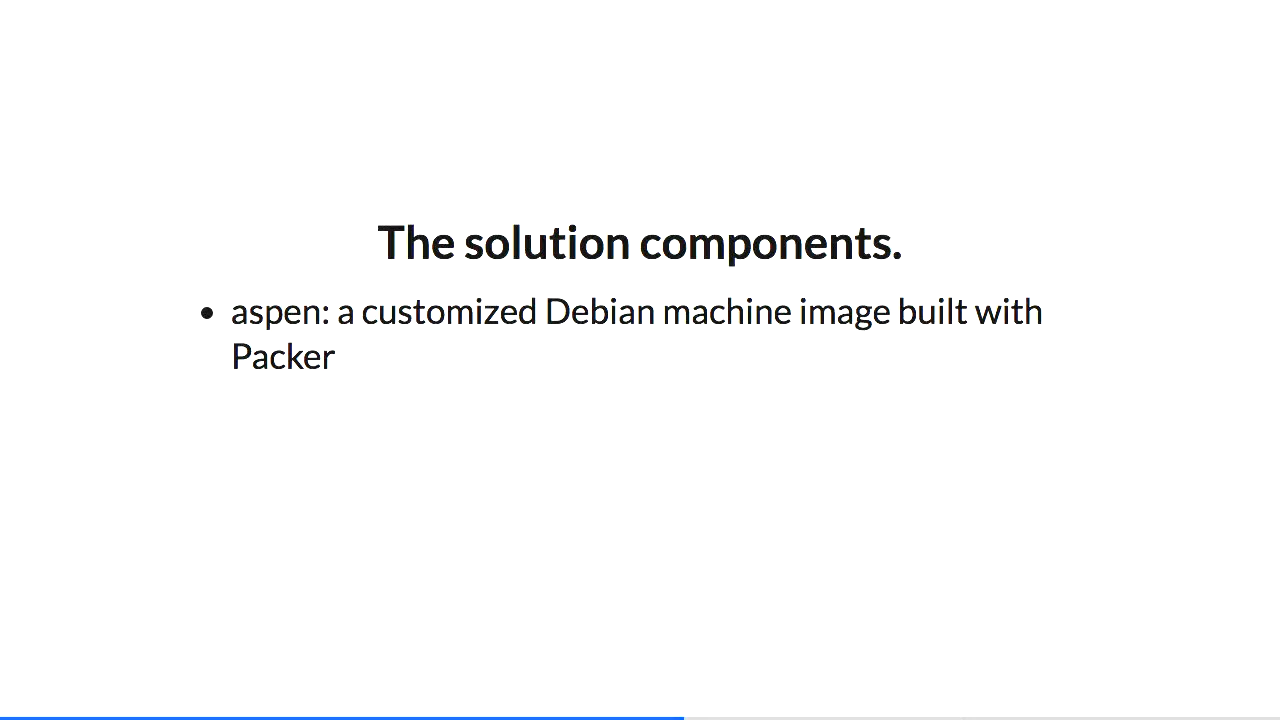 The solution components.
aspen: a customized Debian machine image built with
Packer